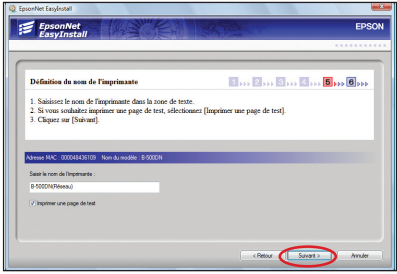 EpsonNet EasyInstall
EpsonNet
EasyInstall
EPSON
Définition du nom de l'imprimante
1 2 3 4 5 6
1. Saisissez le nom de l'imprimante dans la zone de texte.
2. Si vous souhaitez imprimer une page de test, sélectionnez [Imprimer une page de test].
3. Cliquez sur [Suivant].
Adresse MAC : 000048436109 Nom du modèle : B-500DN
Saisir le nom de l'imprimante :
B-500DN(Réseau)
Imprimer une page de test
< Retour Suivant > Annuler